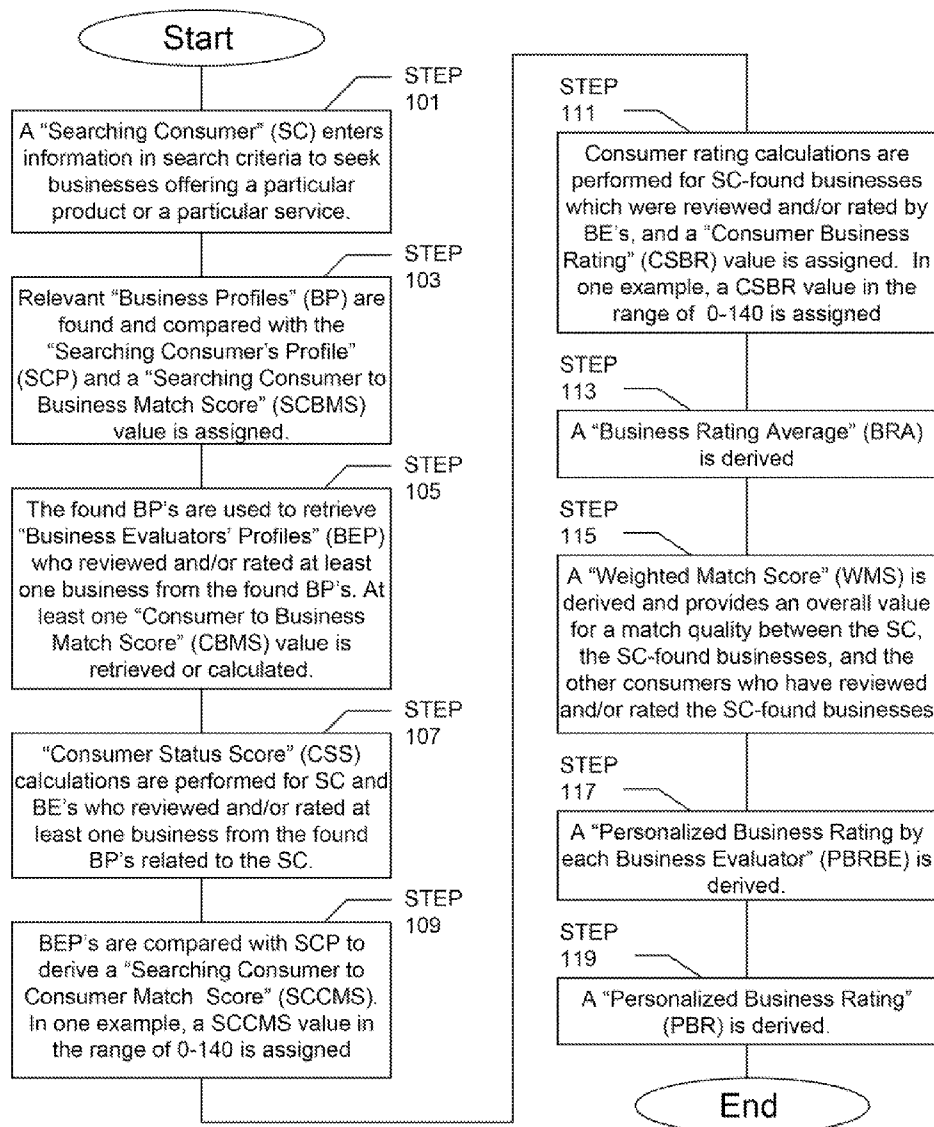 Start
STEP
101
A “Searching Consumer” (SC) enters
information in search criteria to seek
businesses offering a particular
product or a particular service.
STEP
103
Relevant “Business Profiles” (BP) are
found and compared with the
“Searching Consumer’s Profile”
(SCP) and a “Searching Consumer to
Business Match Score” (SCBMS)
value is assigned.
STEP
105
The found BP’s are used to retrieve
“Business Evaluators’ Profiles” (BEP)
who reviewed and/or rated at least
one business from the found BP’s. At
least one “Consumer to Business
Match Score” (CBMS) value is
retrieved or calculated.
STEP
107
“Consumer Status Score” (CSS)
calculations are performed for SC and
BE’s who reviewed and/or rated at
least one business from the found
BP’s related to the SC.
STEP
109
BEP’s are compared with SCP to
derive a “Searching Consumer to
Consumer Match Score” (SCCMS).
In one example, a SCCMS value in
the range of 0-140 is assigned
STEP
111
Consumer rating calculations are
performed for SC-found businesses
which were reviewed and/or rated by
BE’s, and a “Consumer Business
Rating” (CSBR) value is assigned. In
one example, a CSBR value in the
range of 0-140 is assigned
STEP
113
A “Business Rating Average” (BRA)
is derived
STEP
115
A “Weighted Match Score” (WMS) is
derived and provides an overall value
for a match quality between the SC,
the SC-found businesses, and the
other consumers who have reviewed
and/or rated the SC-found businesses
STEP
117
A “Personalized Business Rating by
each Business Evaluator” (PBRBE) is
derived.
STEP
119
A “Personalized Business Rating”
(PBR) is derived.
End